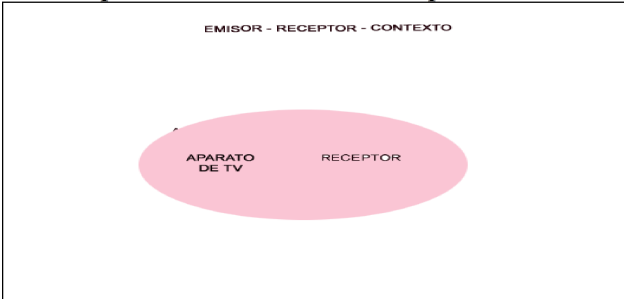 EMISOR - RECEPTOR - CONTEXTO
APARATO RECEPTOR
DE TV